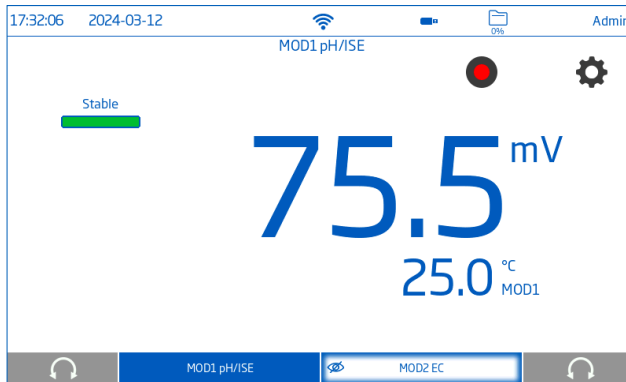 17:32:06 2024-03-12 0% Admin
MOD1 pH/ISE
Stable
75.5 mV
25.0 °C
MOD1
MOD1 pH/ISE MOD2 EC